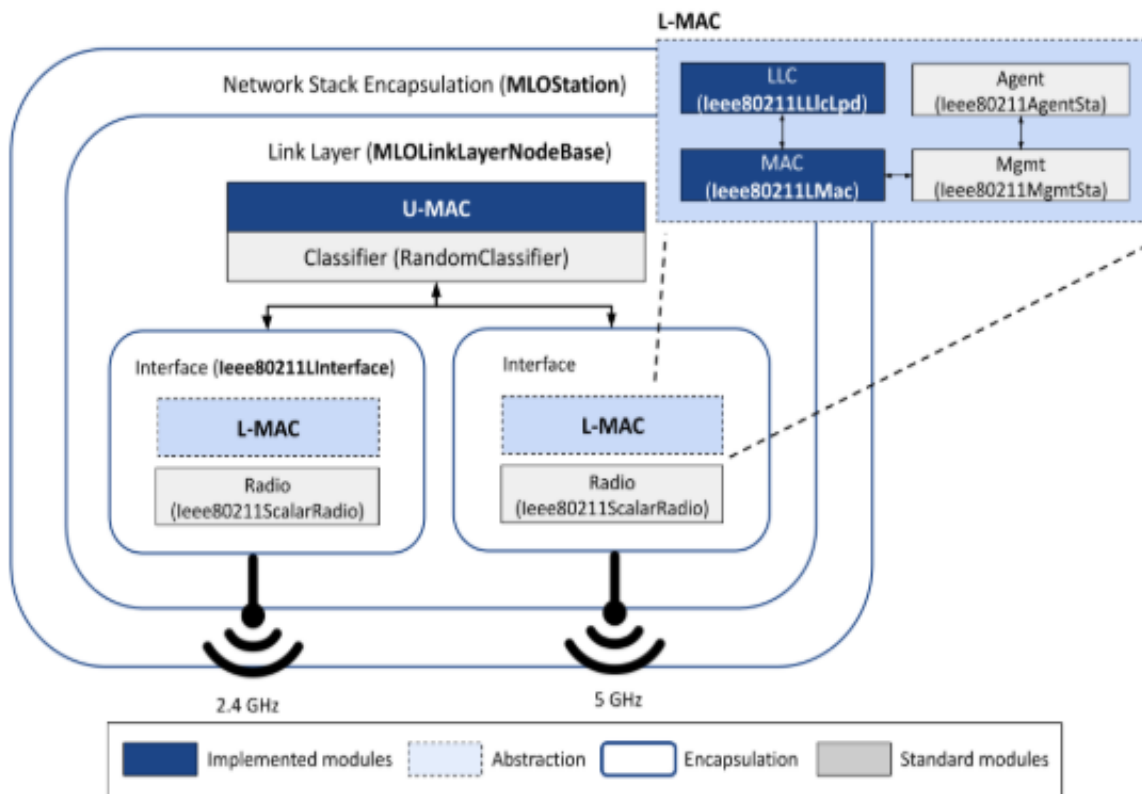 L-MAC
Network Stack Encapsulation (MLOStation)
LLC
(Ieee80211LLlcLpd)
Agent
(Ieee80211AgentSta)
MAC
(Ieee80211LMac)
Mgmt
(Ieee80211MgmtSta)
Link Layer (MLOLinkLayerNodeBase)
U-MAC
Classifier (RandomClassifier)
Interface (Ieee80211LInterface)
L-MAC
Radio
(Ieee80211ScalarRadio)
Interface
L-MAC
Radio
(Ieee80211ScalarRadio)
2.4 GHz
5 GHz
Implemented modules
Abstraction
Encapsulation
Standard modules